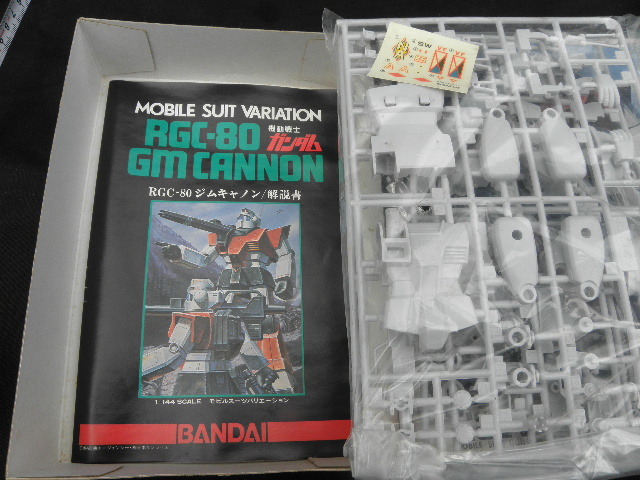 MOBILE SUIT VARIATION
RGC-80 機動戦士 ガンダム
GM CANNON
RGC-80 ジムキャノン/解説書
1:144 SCALE モビルスーツバリエーション
BANDAI